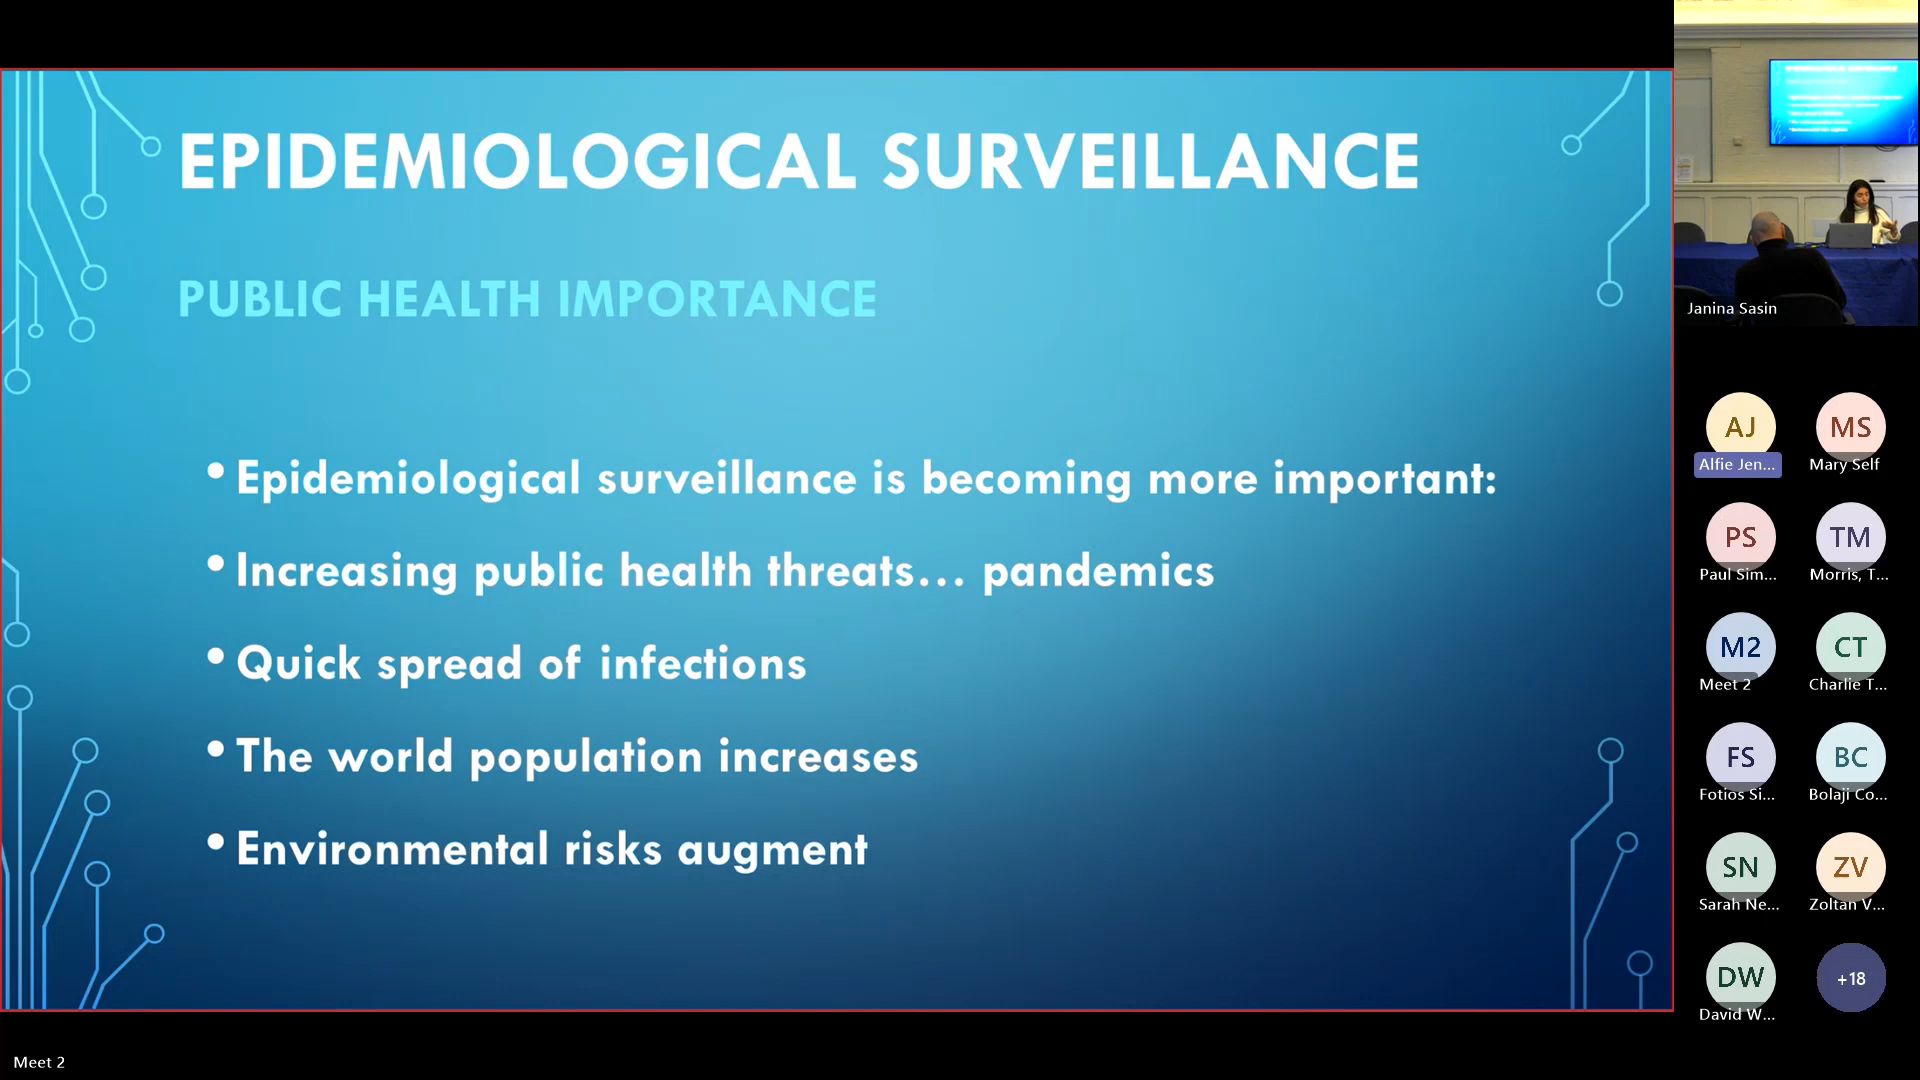 EPIDEMIOLOGICAL SURVEILLANCE
PUBLIC HEALTH IMPORTANCE
• Epidemiological surveillance is becoming more important:
• Increasing public health threats... pandemics
• Quick spread of infections
• The world population increases
• Environmental risks augment
Meet 2
EPIDEMIOLOGICAL SURVEILLANCE
Janina Sasin
AJ
Alfie Jen...
MS
Mary Self
PS
Paul Sim...
TM
Morris, T...
M2
Meet 2
CT
Charlie T...
FS
Fotios Si...
BC
Bolaji Co...
SN
Sarah Ne...
ZV
Zoltan V...
DW
David W...
+18